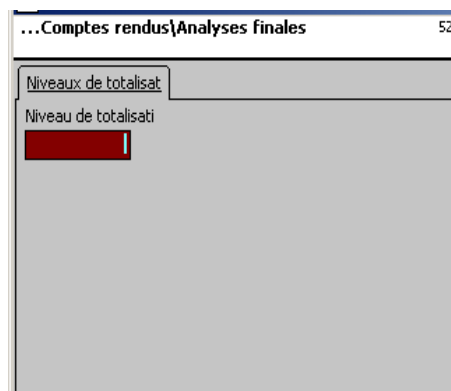 ...Comptes rendus\Analyses finales 52
Niveaux de totalisat
Niveau de totalisati